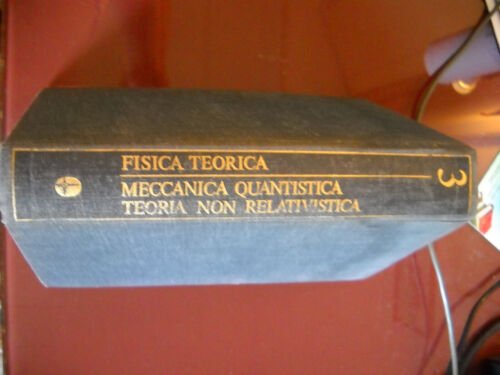 FISICA TEORICA
MECCANICA QUANTISTICA
TEORIA NON RELATIVISTICA
3